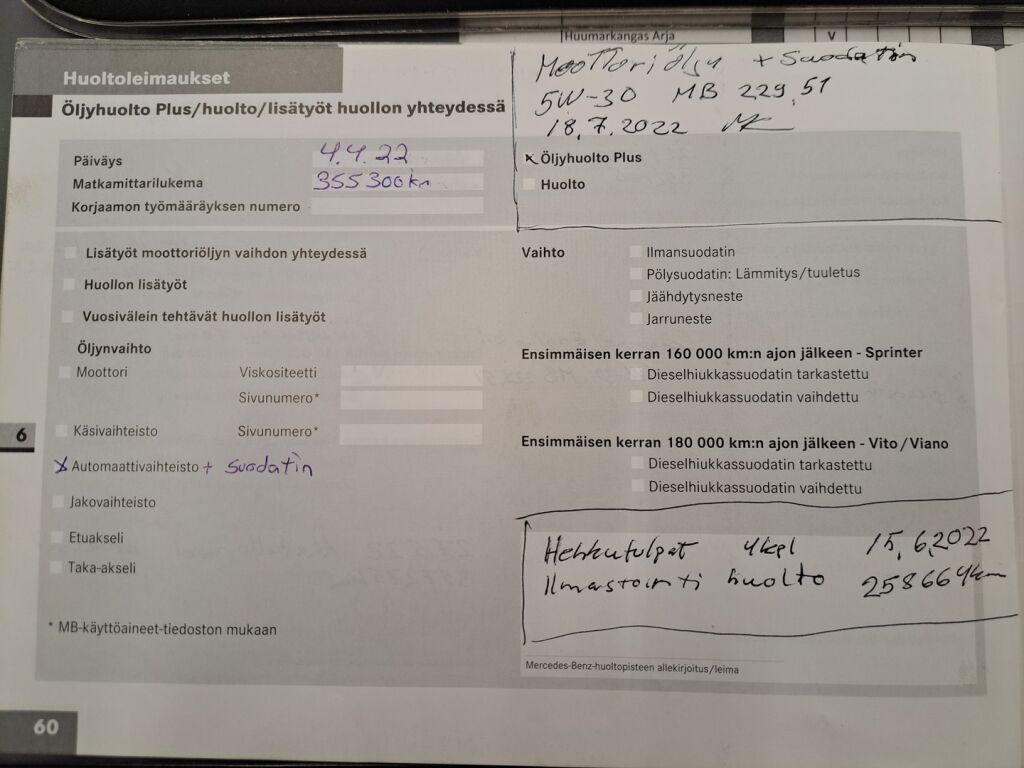 Huumarkangas Arja
V
Huoltoleimaukset
Öljyhuolto Plus/huolto/lisätyöt huollon yhteydessä
Päiväys 4.4.22
Matkamittarilukema 355300km
Korjaamon työmääräyksen numero
Moottoriöljy + Suodatin
5W-30 MB 229.51
18.7.2022
x Öljyhuolto Plus
Huolto
Lisätyöt moottoriöljyn vaihdon yhteydessä
Huollon lisätyöt
Vuosivälein tehtävät huollon lisätyöt
Öljynvaihto
Moottori Viskositeetti
Sivunumero*
Käsivaihteisto Sivunumero*
x Automaattivaihteisto + suodatin
Jakovaihteisto
Etuakseli
Taka-akseli
* MB-käyttöaineet-tiedoston mukaan
Vaihto Ilmansuodatin
Pölysuodatin: Lämmitys/tuuletus
Jäähdytysneste
Jarruneste
Ensimmäisen kerran 160 000 km:n ajon jälkeen - Sprinter
Dieselhiukkassuodatin tarkastettu
Dieselhiukkassuodatin vaihdettu
Ensimmäisen kerran 180 000 km:n ajon jälkeen - Vito/Viano
Dieselhiukkassuodatin tarkastettu
Dieselhiukkassuodatin vaihdettu
Hehkutulpat 4kpl 15.6.2022
Ilmastointi huolto 258664km
Mercedes-Benz-huoltopisteen allekirjoitus/leima
6
60